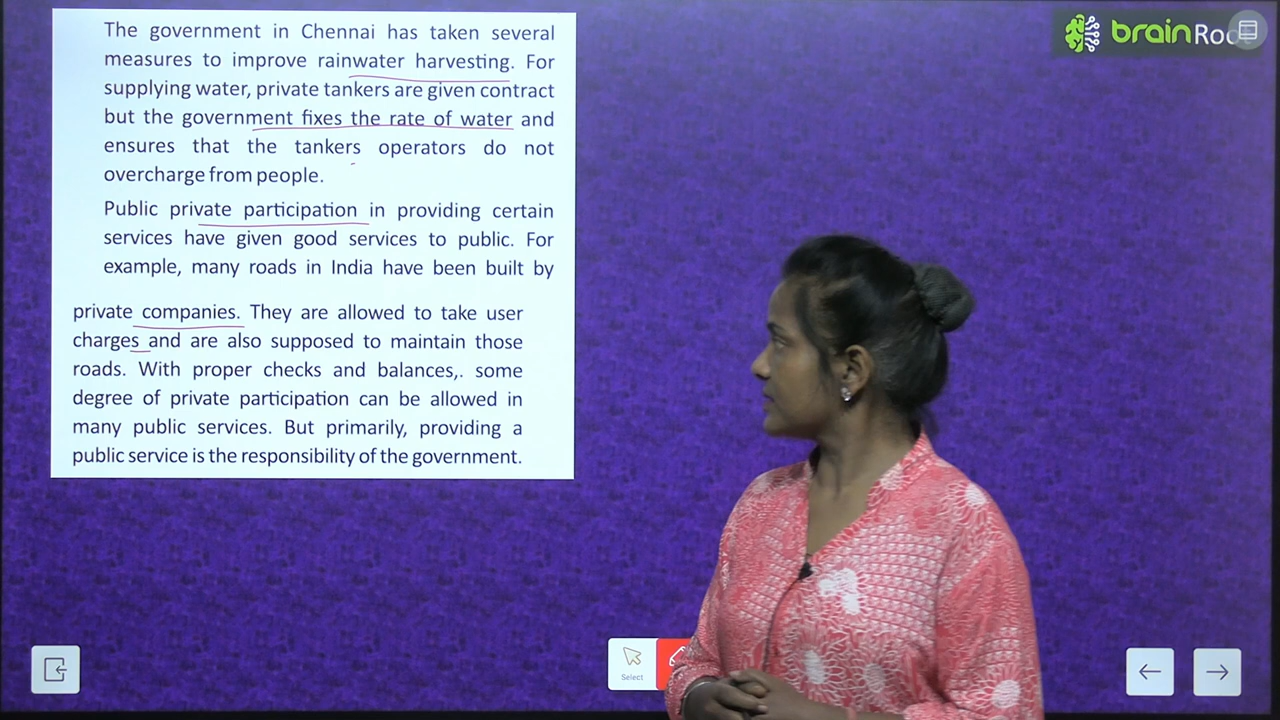 The government in Chennai has taken several
measures to improve rainwater harvesting. For
supplying water, private tankers are given contract
but the government fixes the rate of water and
ensures that the tankers operators do not
overcharge from people.
Public private participation in providing certain
services have given good services to public. For
example, many roads in India have been built by
private companies. They are allowed to take user
charges and are also supposed to maintain those
roads. With proper checks and balances,. some
degree of private participation can be allowed in
many public services. But primarily, providing a
public service is the responsibility of the government.
brain
Select